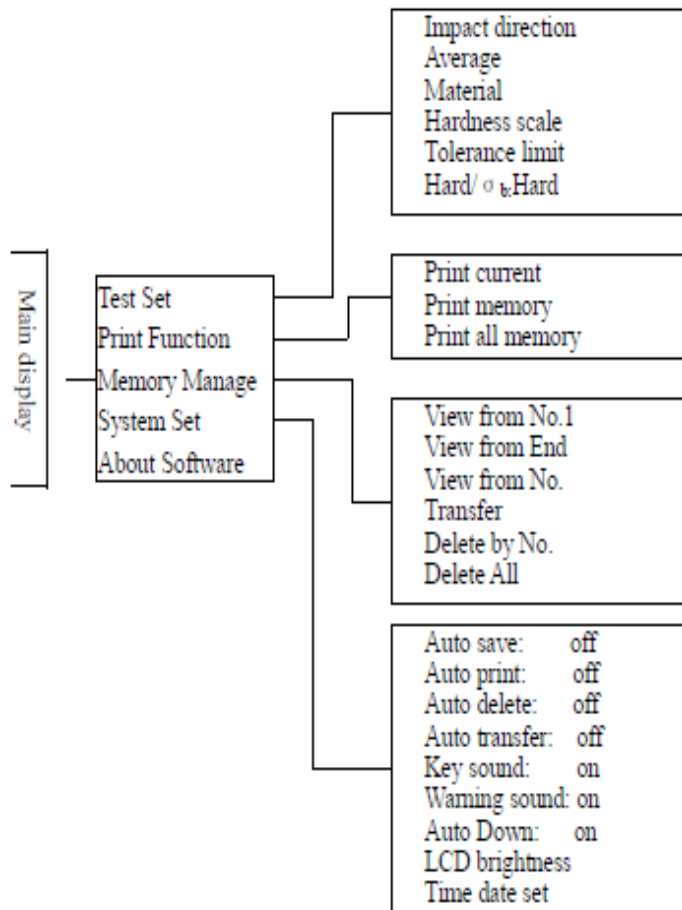 Main display
Test Set
Print Function
Memory Manage
System Set
About Software
Impact direction
Average
Material
Hardness scale
Tolerance limit
Hard/σb:Hard
Print current
Print memory
Print all memory
View from No.1
View from End
View from No.
Transfer
Delete by No.
Delete All
Auto save: off
Auto print: off
Auto delete: off
Auto transfer: off
Key sound: on
Warning sound: on
Auto Down: on
LCD brightness
Time date set